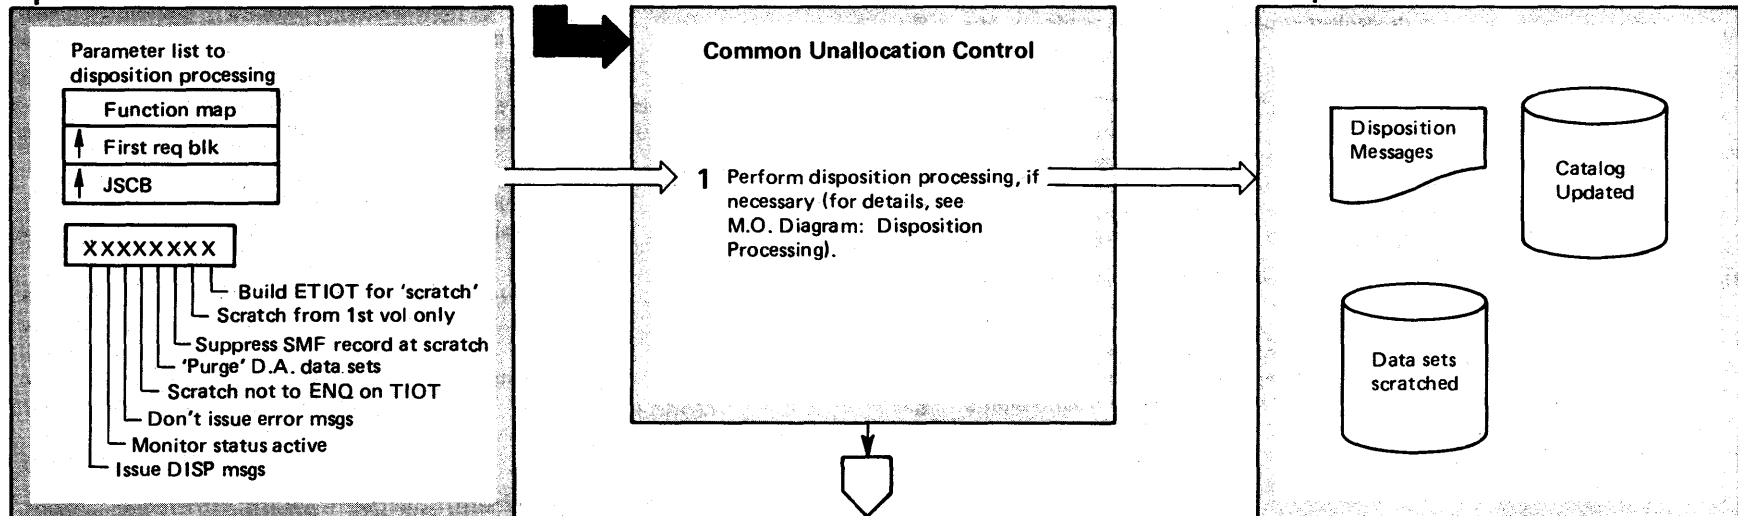 Parameter list to
disposition processing
Function map
First req blk
JSCB
XXXXXXXX
Build ETIOT for 'scratch'
Scratch from 1st vol only
Suppress SMF record at scratch
'Purge' D.A. data sets
Scratch not to ENQ on TIOT
Don't issue error msgs
Monitor status active
Issue DISP msgs
Common Unallocation Control
1 Perform disposition processing, if
necessary (for details, see
M.O. Diagram: Disposition
Processing).
Disposition
Messages
Catalog
Updated
Data sets
scratched